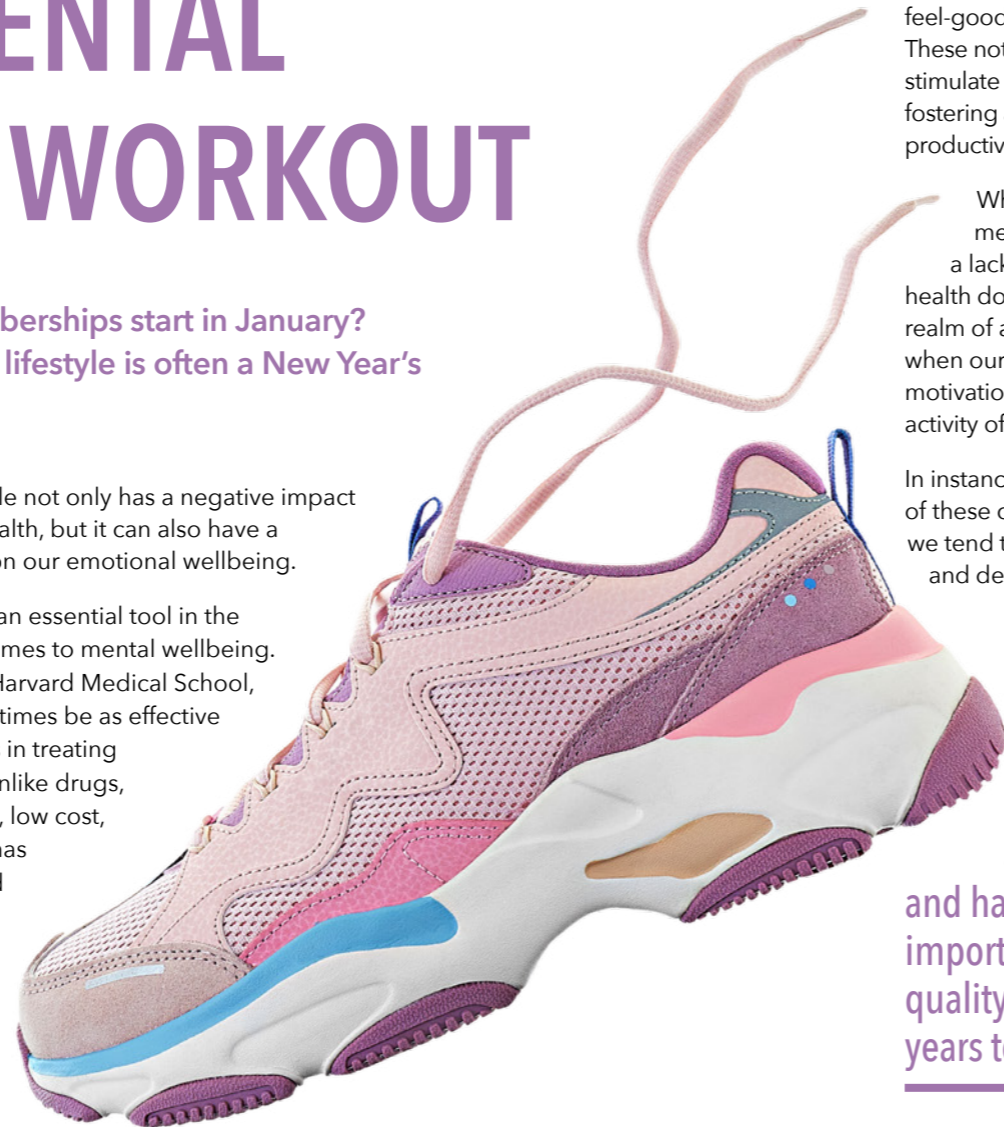 ENTAL
WORKOUT
berships start in January?
lifestyle is often a New Year's
le not only has a negative impact
alth, but it can also have a
on our emotional wellbeing.
an essential tool in the
mes to mental wellbeing.
Harvard Medical School,
times be as effective
in treating
nlike drugs,
, low cost,
has
feel-good
These not
stimulate
fostering
productiv
Wh
me
a lack
health do
realm of a
when our
motivatio
activity of
In instanc
of these c
we tend t
and de
and ha
import
quality
years to